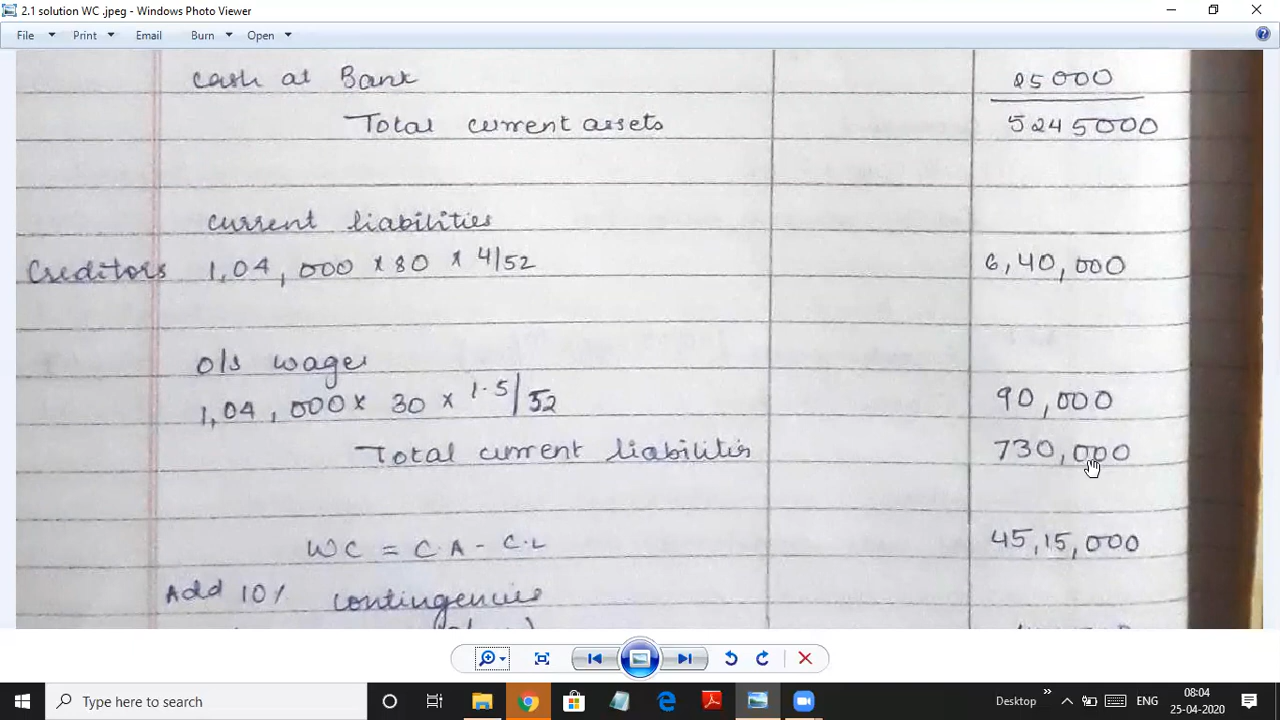 2.1 solution WC .jpeg - Windows Photo Viewer
File Print Email Burn Open
cash at Bank 25000
Total current assets 5245000
current liabilities
Creditors 1,04,000 × 80 × 4/52 6,40,000
o/s wage
1,04,000 × 30 × 1.5/52 90,000
Total current liabilities 730,000
WC = C.A - C.L 45,15,000
Add 10% contingencies
Type here to search
Desktop
ENG
08:04
25-04-2020